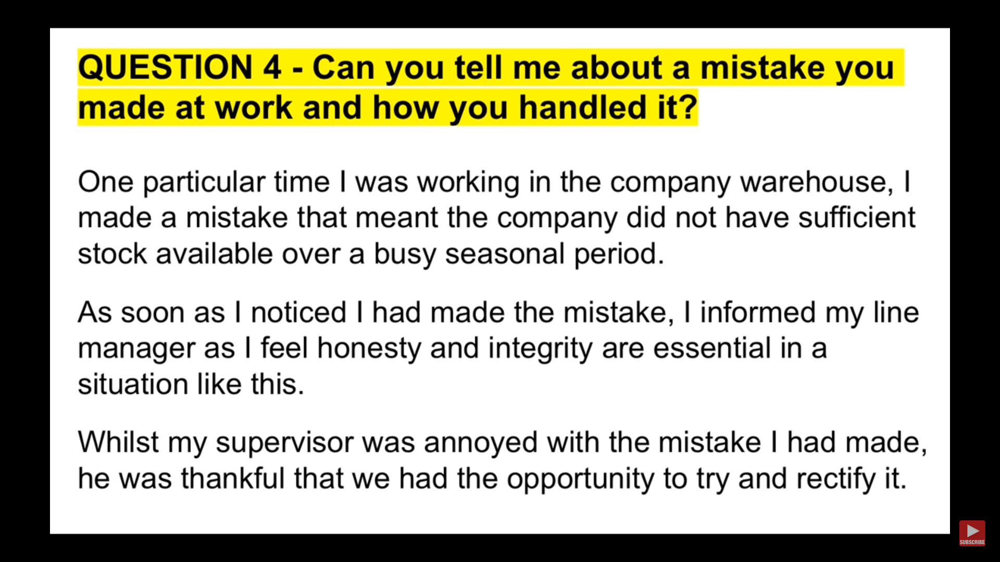 QUESTION 4 - Can you tell me about a mistake you
made at work and how you handled it?
One particular time I was working in the company warehouse, I
made a mistake that meant the company did not have sufficient
stock available over a busy seasonal period.
As soon as I noticed I had made the mistake, I informed my line
manager as I feel honesty and integrity are essential in a
situation like this.
Whilst my supervisor was annoyed with the mistake I had made,
he was thankful that we had the opportunity to try and rectify it.
SUBSCRIBE